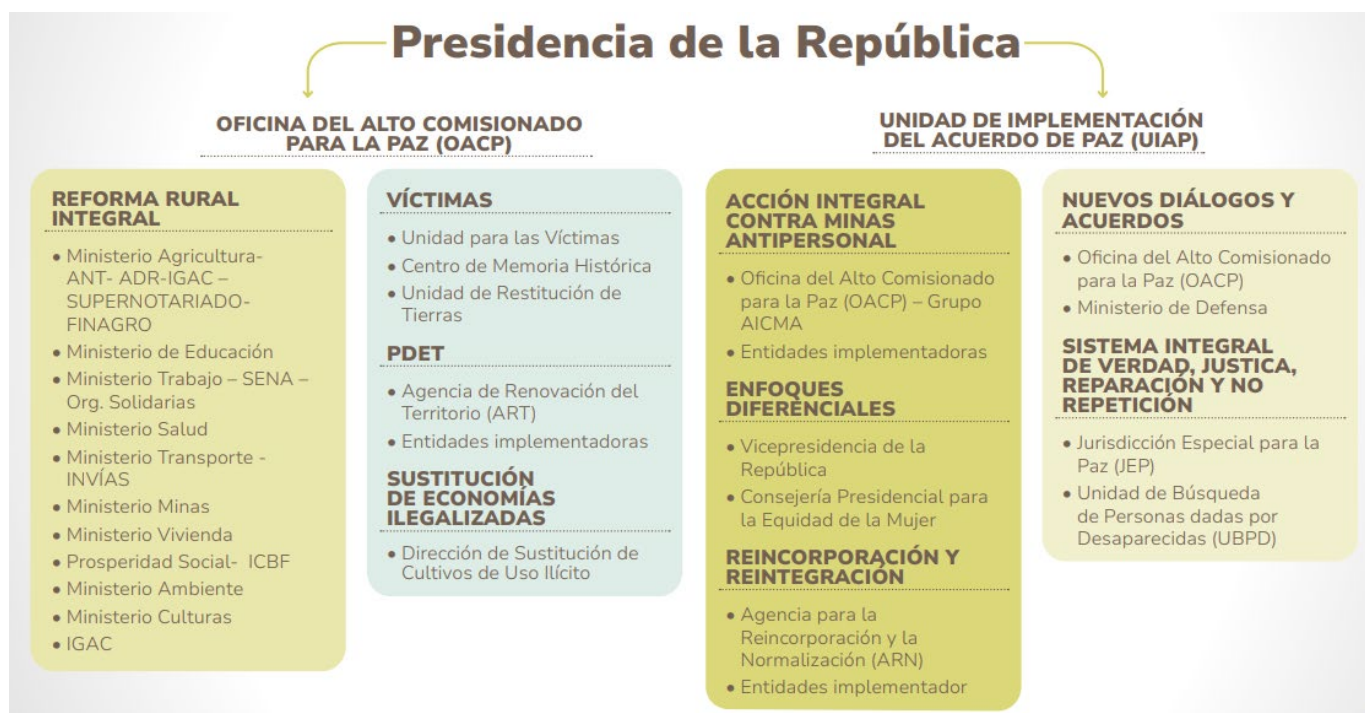 Presidencia de la República
OFICINA DEL ALTO COMISIONADO
PARA LA PAZ (OACP)
REFORMA RURAL
INTEGRAL
• Ministerio Agricultura-
ANT- ADR-IGAC –
SUPERNOTARIADO-
FINAGRO
• Ministerio de Educación
• Ministerio Trabajo – SENA –
Org. Solidarias
• Ministerio Salud
• Ministerio Transporte -
INVÍAS
• Ministerio Minas
• Ministerio Vivienda
• Prosperidad Social- ICBF
• Ministerio Ambiente
• Ministerio Culturas
• IGAC
VÍCTIMAS
• Unidad para las Víctimas
• Centro de Memoria Histórica
• Unidad de Restitución de
Tierras
PDET
• Agencia de Renovación del
Territorio (ART)
• Entidades implementadoras
SUSTITUCIÓN
DE ECONOMÍAS
ILEGALIZADAS
• Dirección de Sustitución de
Cultivos de Uso Ilícito
UNIDAD DE IMPLEMENTACIÓN
DEL ACUERDO DE PAZ (UIAP)
ACCIÓN INTEGRAL
CONTRA MINAS
ANTIPERSONAL
• Oficina del Alto Comisionado
para la Paz (OACP) – Grupo
AICMA
• Entidades implementadoras
ENFOQUES
DIFERENCIALES
• Vicepresidencia de la
República
• Consejería Presidencial para
la Equidad de la Mujer
REINCORPORACIÓN Y
REINTEGRACIÓN
• Agencia para la
Reincorporación y la
Normalización (ARN)
• Entidades implementador
NUEVOS DIÁLOGOS Y
ACUERDOS
• Oficina del Alto Comisionado
para la Paz (OACP)
• Ministerio de Defensa
SISTEMA INTEGRAL
DE VERDAD, JUSTICA,
REPARACIÓN Y NO
REPETICIÓN
• Jurisdicción Especial para la
Paz (JEP)
• Unidad de Búsqueda
de Personas dadas por
Desaparecidas (UBPD)